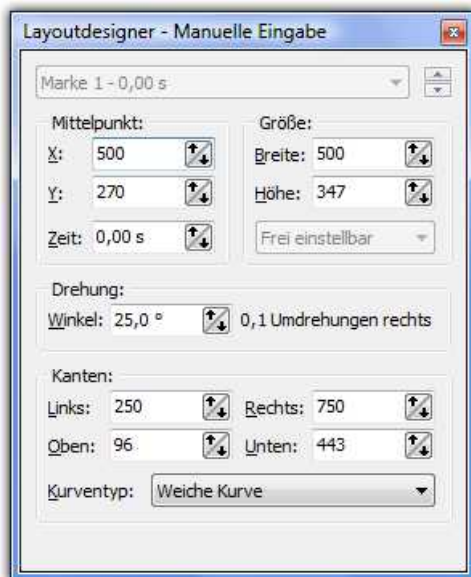 Layoutdesigner - Manuelle Eingabe
Marke 1 - 0,00 s
Mittelpunkt: Größe:
X: 500 Breite: 500
Y: 270 Höhe: 347
Zeit: 0,00 s Frei einstellbar
Drehung:
Winkel: 25,0 ° 0,1 Umdrehungen rechts
Kanten:
Links: 250 Rechts: 750
Oben: 96 Unten: 443
Kurventyp: Weiche Kurve